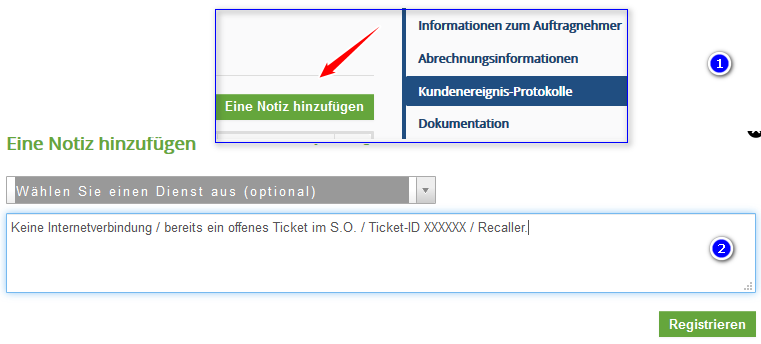 Informationen zum Auftragnehmer
Abrechnungsinformationen
1
Eine Notiz hinzufügen
Kundenereignis-Protokolle
Dokumentation
Eine Notiz hinzufügen
Wählen Sie einen Dienst aus (optional)
Keine Internetverbindung / bereits ein offenes Ticket im S.O. / Ticket-ID XXXXXX / Recaller.
2
Registrieren